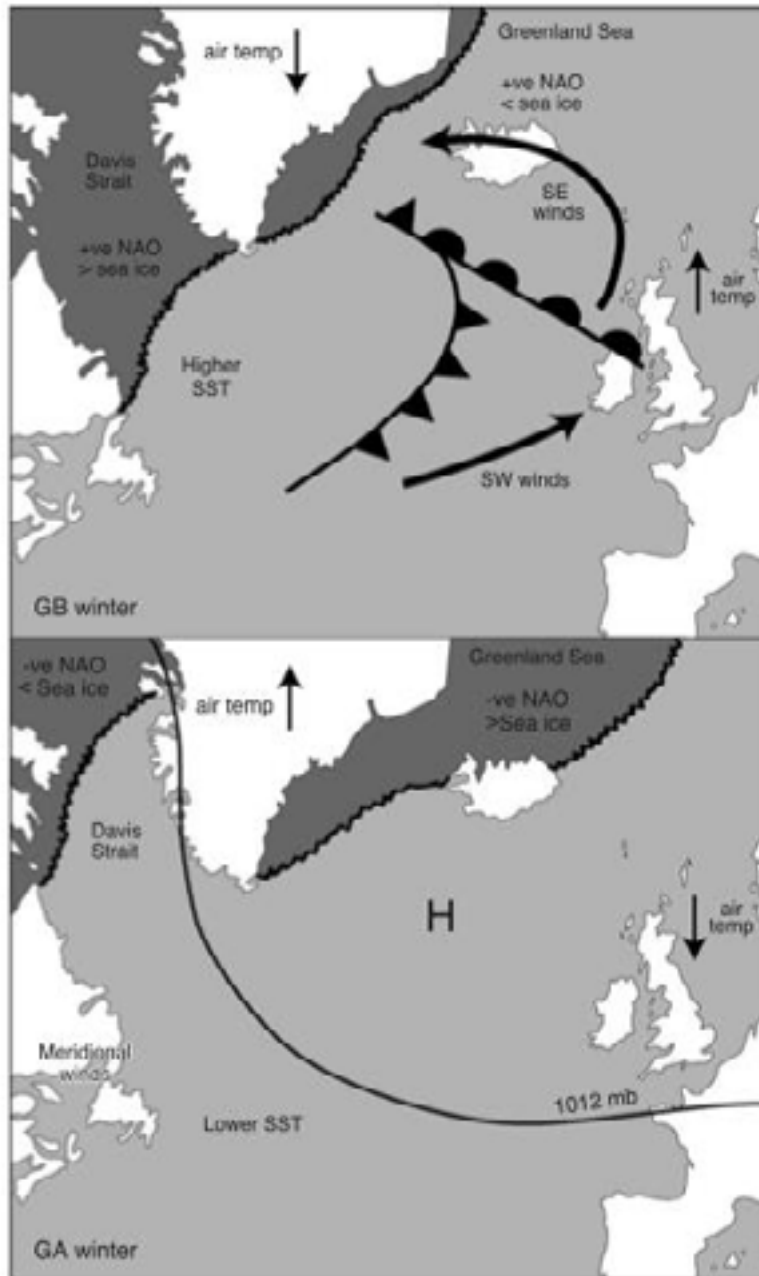 Greenland Sea
air temp
+ve NAO
< sea ice
Davis
Strait
SE
winds
+ve NAO
> sea ice
air
temp
Higher
SST
SW winds
GB winter
-ve NAO
< Sea ice
Greenland Sea
air temp
-ve NAO
>Sea ice
Davis
Strait
H
air
temp
Meridional
winds
1012 mb
Lower SST
GA winter